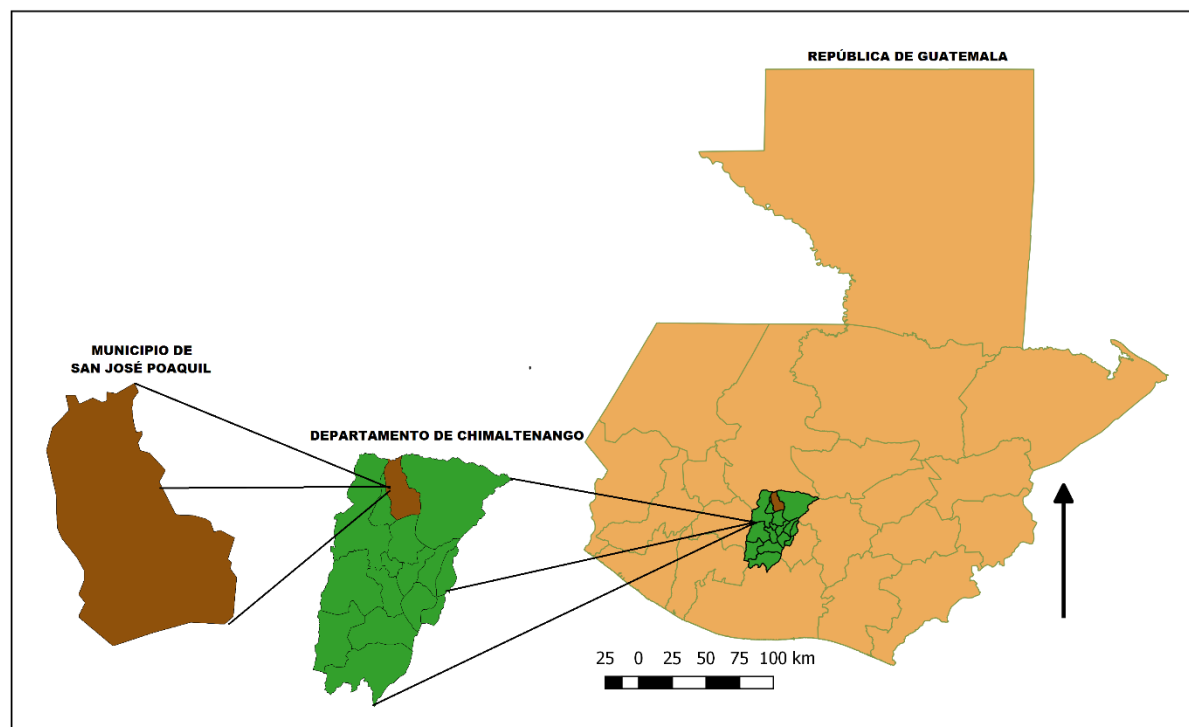 REPÚBLICA DE GUATEMALA
MUNICIPIO DE
SAN JOSÉ POAQUIL
DEPARTAMENTO DE CHIMALTENANGO
25 0 25 50 75 100 km